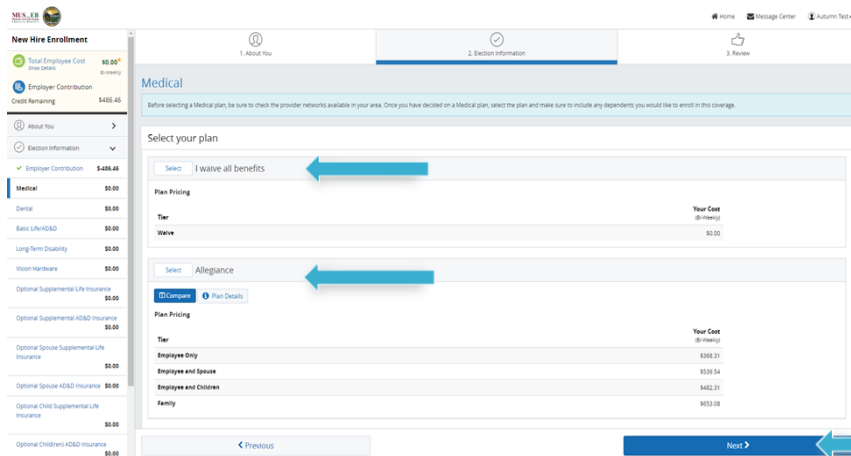 MUS_EB
Home
Message Center
Autumn Test
New Hire Enrollment
Total Employee Cost $0.00*
Show Details
Bi-Weekly
Employer Contribution
Credit Remaining $486.46
About You
Election Information
Employer Contribution $-486.46
Medical $0.00
Dental $0.00
Basic Life/AD&D $0.00
Long-Term Disability $0.00
Vision Hardware $0.00
Optional Supplemental Life Insurance
$0.00
Optional Supplemental AD&D Insurance
$0.00
Optional Spouse Supplemental Life
Insurance
$0.00
Optional Spouse AD&D Insurance $0.00
Optional Child Supplemental Life
Insurance
$0.00
Optional Child(ren) AD&D Insurance
$0.00
1. About You
2. Election Information
3. Review
Medical
Before selecting a Medical plan, be sure to check the provider networks available in your area. Once you have decided on a Medical plan, select the plan and make sure to include any dependents you would like to enroll in this coverage.
Select your plan
Select I waive all benefits
Plan Pricing
Your Cost
Tier (Bi-Weekly)
Waive $0.00
Select Allegiance
Compare Plan Details
Plan Pricing
Your Cost
Tier (Bi-Weekly)
Employee Only $368.31
Employee and Spouse $539.54
Employee and Children $482.31
Family $653.08
Previous
Next